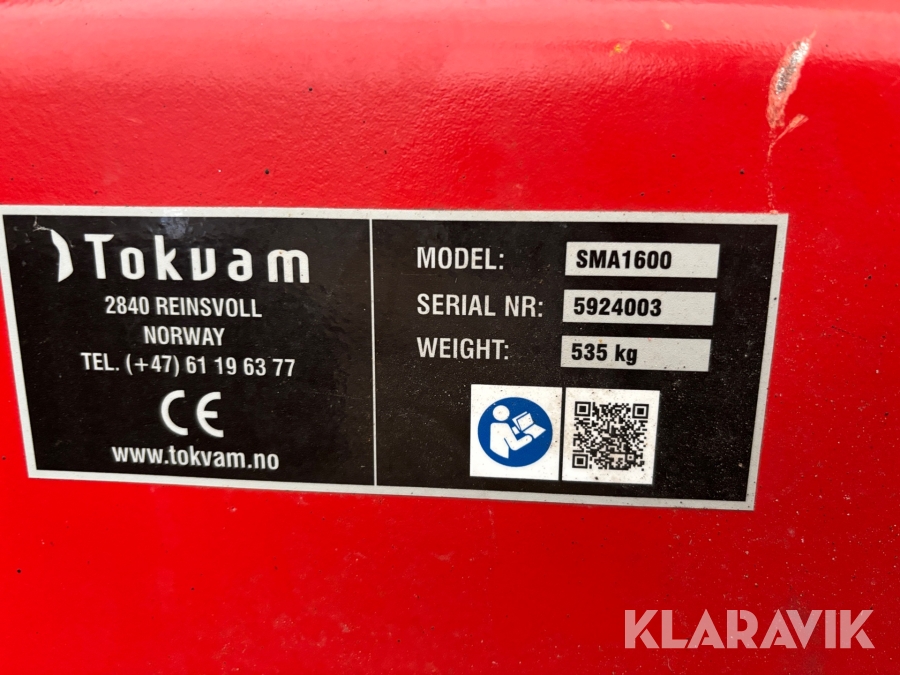 Tokvam
2840 REINSVOLL
NORWAY
TEL. (+47) 61 19 63 77
CE
www.tokvam.no
MODEL: SMA1600
SERIAL NR: 5924003
WEIGHT: 535 kg
KLARAVIK